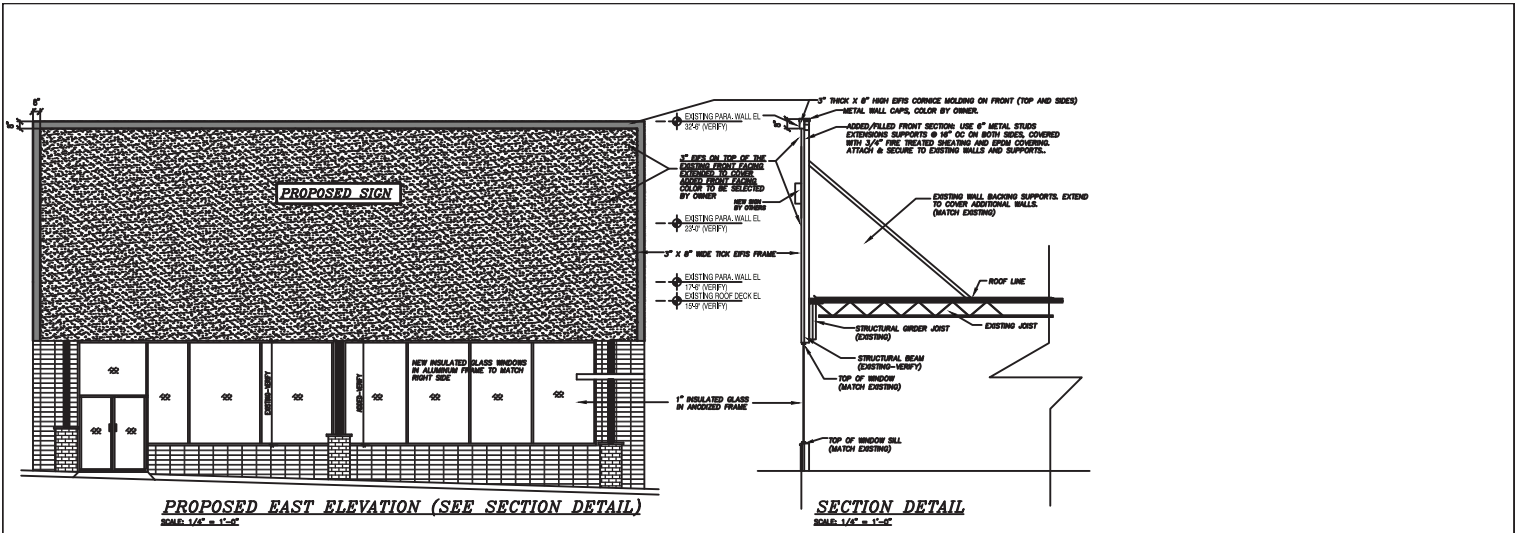 6"
8"
PROPOSED SIGN
NEW INSULATED GLASS WINDOWS
IN ALUMINUM FRAME TO MATCH
RIGHT SIDE
EXISTING-VERIFY
ADDED-VERIFY
PROPOSED EAST ELEVATION (SEE SECTION DETAIL)
SCALE: 1/4" = 1'-0"
EXISTING PARA. WALL EL
32'-6" (VERIFY)
3" EIFS ON TOP OF THE
EXISTING FRONT FACING
EXTENDED TO COVER
ADDED FRONT FACING
COLOR TO BE SELECTED
BY OWNER
NEW SIGN
BY OTHERS
EXISTING PARA. WALL EL
23'-0" (VERIFY)
3" X 8" WIDE TICK EIFIS FRAME
EXISTING PARA. WALL EL
17'-6" (VERIFY)
EXISTING ROOF DECK EL
15'-9" (VERIFY)
1" INSULATED GLASS
IN ANODIZED FRAME
8"
3" THICK X 8" HIGH EIFIS CORNICE MOLDING ON FRONT (TOP AND SIDES)
METAL WALL CAPS, COLOR BY OWNER.
ADDED/FILLED FRONT SECTION: USE 6" METAL STUDS
EXTENSIONS SUPPORTS @ 16" OC ON BOTH SIDES, COVERED
WITH 3/4" FIRE TREATED SHEATING AND EPDM COVERING.
ATTACH & SECURE TO EXISTING WALLS AND SUPPORTS..
EXISTING WALL BACKING SUPPORTS. EXTEND
TO COVER ADDITIONAL WALLS.
(MATCH EXISTING)
ROOF LINE
EXISTING JOIST
STRUCTURAL GIRDER JOIST
(EXISTING)
STRUCTURAL BEAM
(EXISTING-VERIFY)
TOP OF WINDOW
(MATCH EXISTING)
TOP OF WINDOW SILL
(MATCH EXISTING)
SECTION DETAIL
SCALE: 1/4" = 1'-0"